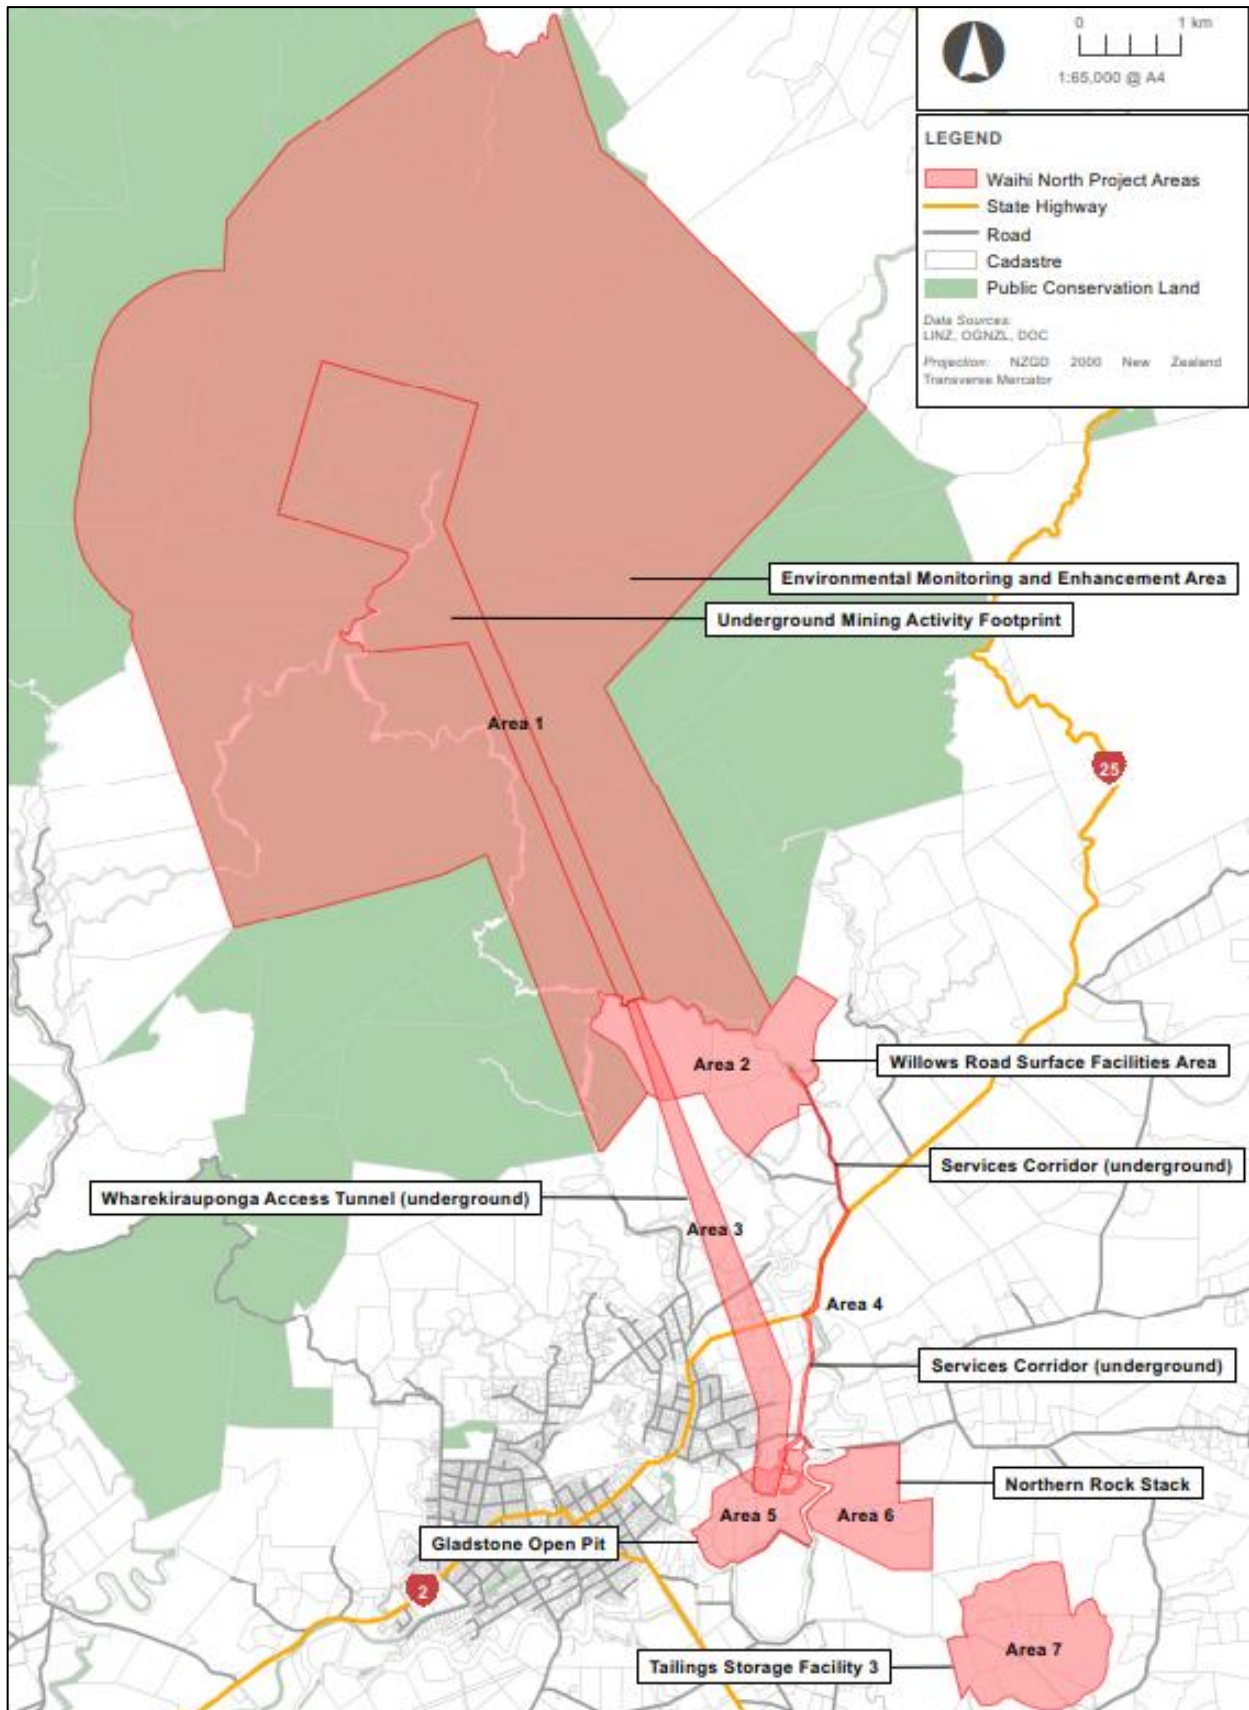 0 1 km
1:65,000 @ A4
LEGEND
Waihi North Project Areas
State Highway
Road
Cadastre
Public Conservation Land
Data Sources:
LINZ, OGNZL, DOC
Projection: NZGD 2000 New Zealand
Transverse Mercator
Environmental Monitoring and Enhancement Area
Underground Mining Activity Footprint
Area 1
25
Area 2
Willows Road Surface Facilities Area
Services Corridor (underground)
Wharekirauponga Access Tunnel (underground)
Area 3
Area 4
Services Corridor (underground)
Northern Rock Stack
Area 5
Area 6
Gladstone Open Pit
2
Area 7
Tailings Storage Facility 3